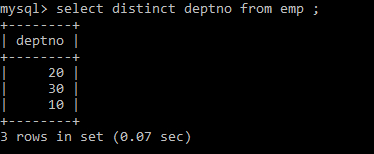 mysql> select distinct deptno from emp ;
+--------+
| deptno |
+--------+
|     20 |
|     30 |
|     10 |
+--------+
3 rows in set (0.07 sec)